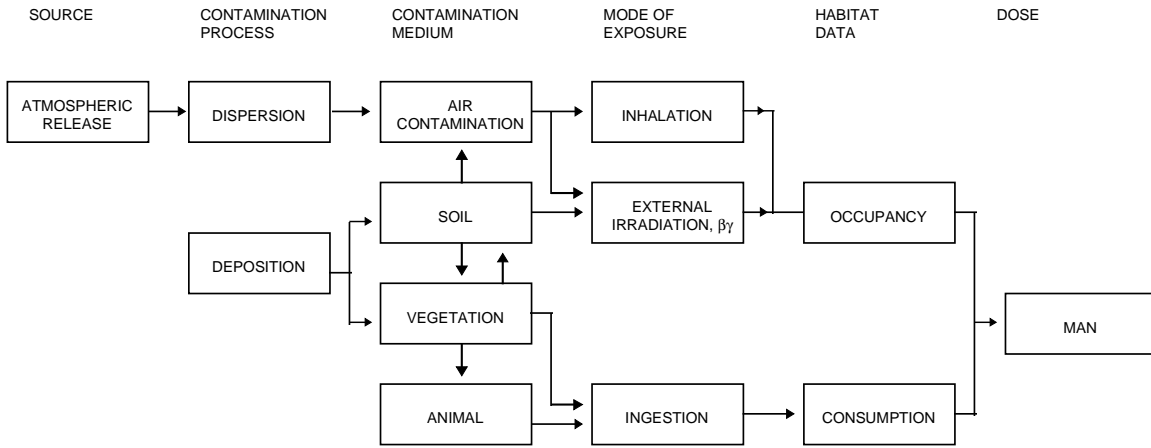 SOURCE
CONTAMINATION
PROCESS
CONTAMINATION
MEDIUM
MODE OF
EXPOSURE
HABITAT
DATA
DOSE
ATMOSPHERIC
RELEASE
DISPERSION
AIR
CONTAMINATION
INHALATION
SOIL
EXTERNAL
IRRADIATION, βγ
OCCUPANCY
DEPOSITION
VEGETATION
MAN
ANIMAL
INGESTION
CONSUMPTION